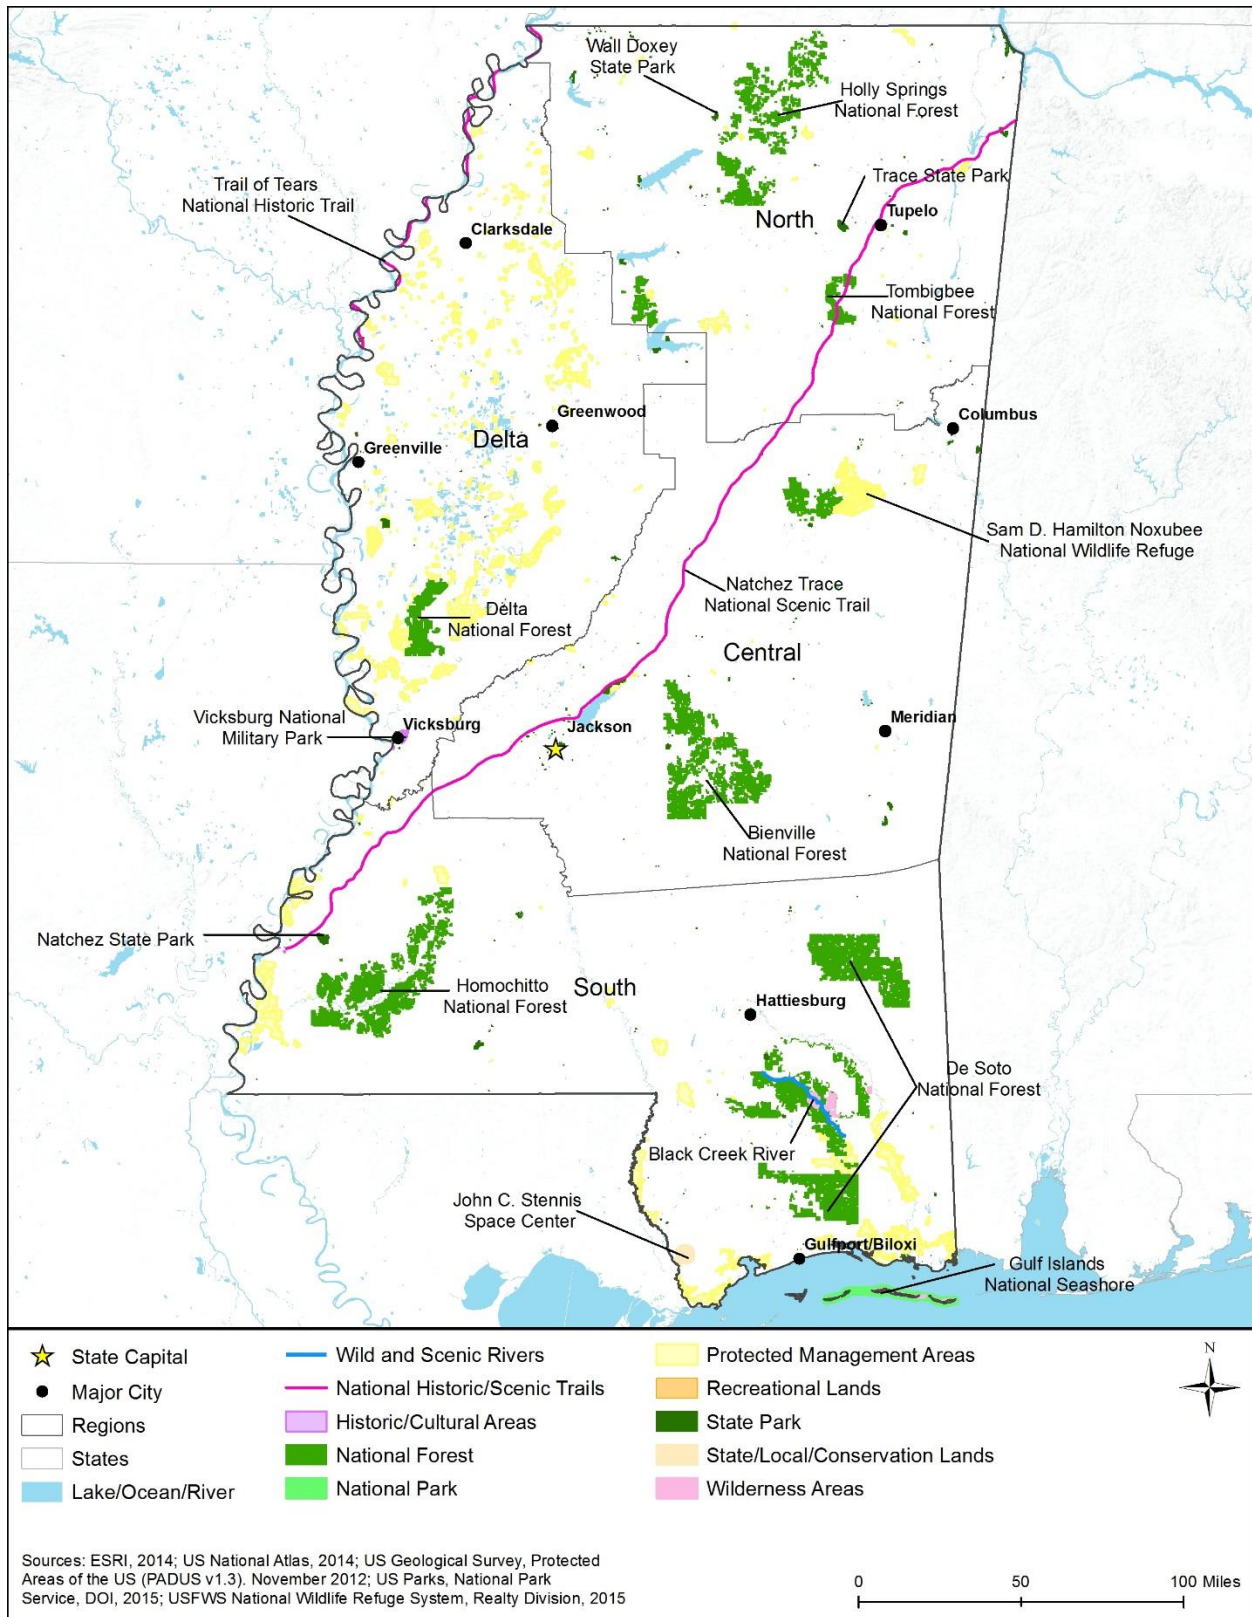 Wall Doxey
State Park
Holly Springs
National Forest
Trail of Tears
National Historic Trail
Trace State Park
North
Tupelo
Clarksdale
Tombigbee
National Forest
Greenwood
Columbus
Delta
Greenville
Sam D. Hamilton Noxubee
National Wildlife Refuge
Natchez Trace
National Scenic Trail
Delta
National Forest
Central
Vicksburg National
Military Park
Vicksburg
Jackson
Meridian
Bienville
National Forest
Natchez State Park
Homochitto
National Forest
South
Hattiesburg
De Soto
National Forest
Black Creek River
John C. Stennis
Space Center
Gulfport/Biloxi
Gulf Islands
National Seashore
State Capital
Major City
Regions
States
Lake/Ocean/River
Wild and Scenic Rivers
National Historic/Scenic Trails
Historic/Cultural Areas
National Forest
National Park
Protected Management Areas
Recreational Lands
State Park
State/Local/Conservation Lands
Wilderness Areas
N
Sources: ESRI, 2014; US National Atlas, 2014; US Geological Survey, Protected
Areas of the US (PADUS v1.3). November 2012; US Parks, National Park
Service, DOI, 2015; USFWS National Wildlife Refuge System, Realty Division, 2015
0 50 100 Miles